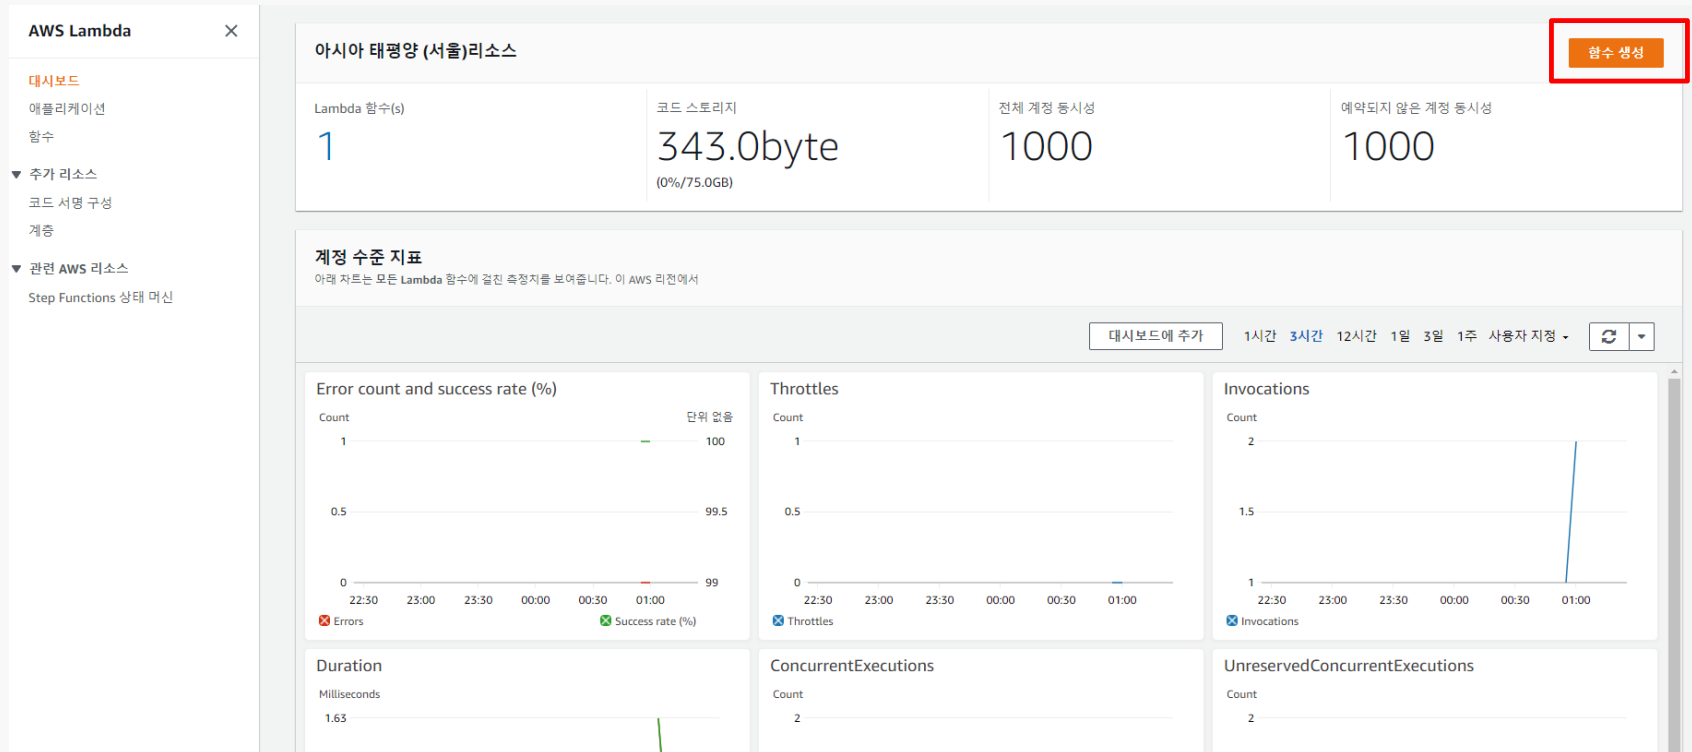 AWS Lambda
대시보드
애플리케이션
함수
추가 리소스
코드 서명 구성
계층
관련 AWS 리소스
Step Functions 상태 머신
아시아 태평양 (서울)리소스
함수 생성
Lambda 함수(s)
1
코드 스토리지
343.0byte
(0%/75.0GB)
전체 계정 동시성
1000
예약되지 않은 계정 동시성
1000
계정 수준 지표
아래 차트는 모든 Lambda 함수에 걸친 측정치를 보여줍니다. 이 AWS 리전에서
대시보드에 추가 1시간 3시간 12시간 1일 3일 1주 사용자 지정
Error count and success rate (%)
Count 단위 없음
1 100
0.5 99.5
0 99
22:30 23:00 23:30 00:00 00:30 01:00
Errors Success rate (%)
Throttles
Count
1
0.5
0
22:30 23:00 23:30 00:00 00:30 01:00
Throttles
Invocations
Count
2
1.5
1
22:30 23:00 23:30 00:00 00:30 01:00
Invocations
Duration
Milliseconds
1.63
ConcurrentExecutions
Count
2
UnreservedConcurrentExecutions
Count
2